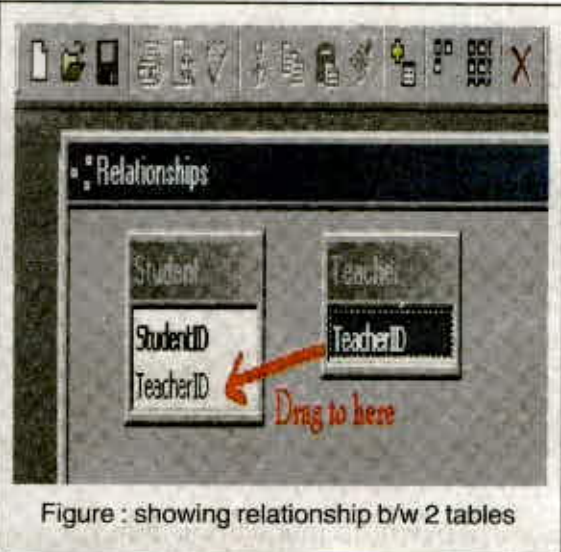 Relationships
Student
Teacher
StudentID
TeacherID
TeacherID
Drag to here
Figure : showing relationship b/w 2 tables